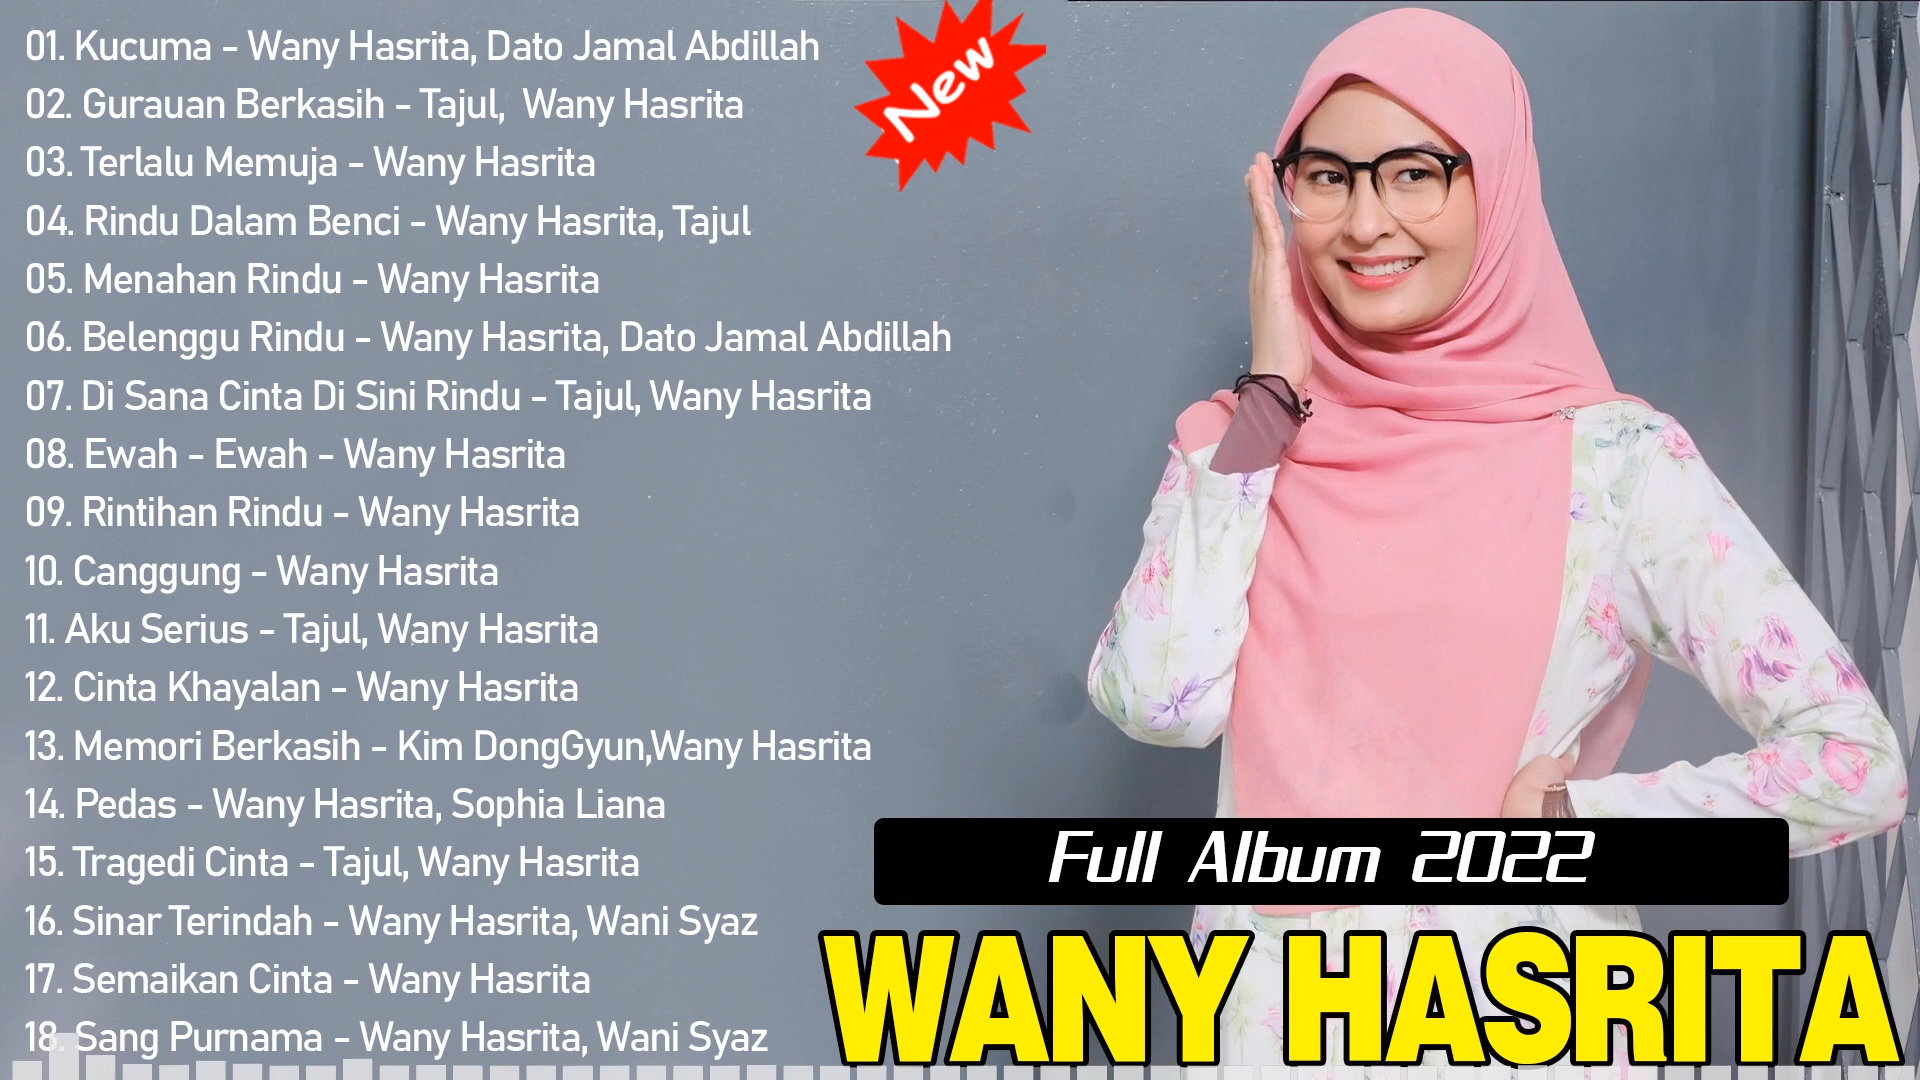 01. Kucuma - Wany Hasrita, Dato Jamal Abdillah
02. Gurauan Berkasih - Tajul, Wany Hasrita
03. Terlalu Memuja - Wany Hasrita
04. Rindu Dalam Benci - Wany Hasrita, Tajul
05. Menahan Rindu - Wany Hasrita
06. Belenggu Rindu - Wany Hasrita, Dato Jamal Abdillah
07. Di Sana Cinta Di Sini Rindu - Tajul, Wany Hasrita
08. Ewah - Ewah - Wany Hasrita
09. Rintihan Rindu - Wany Hasrita
10. Canggung - Wany Hasrita
11. Aku Serius - Tajul, Wany Hasrita
12. Cinta Khayalan - Wany Hasrita
13. Memori Berkasih - Kim DongGyun,Wany Hasrita
14. Pedas - Wany Hasrita, Sophia Liana
15. Tragedi Cinta - Tajul, Wany Hasrita
16. Sinar Terindah - Wany Hasrita, Wani Syaz
17. Semaikan Cinta - Wany Hasrita
18. Sang Purnama - Wany Hasrita, Wani Syaz
New
Full Album 2022
WANY HASRITA